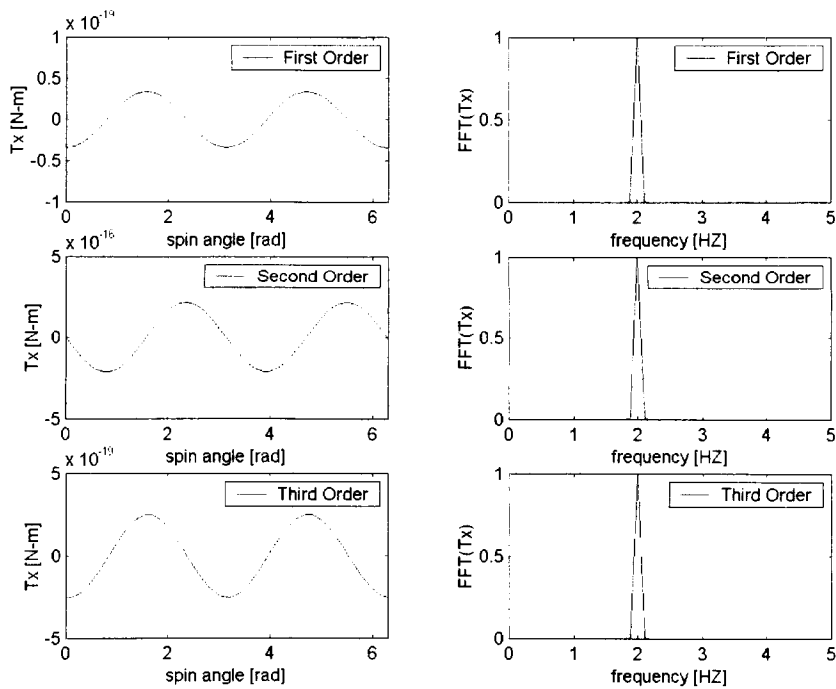 x 10^-19
1
0.5
0
-0.5
-1
Tx [N-m]
First Order
0 2 4 6
spin angle [rad]
1
0.5
0
FFT(Tx)
First Order
0 1 2 3 4 5
frequency [HZ]
x 10^-16
5
0
-5
Tx [N-m]
Second Order
0 2 4 6
spin angle [rad]
1
0.5
0
FFT(Tx)
Second Order
0 1 2 3 4 5
frequency [HZ]
x 10^-19
5
0
-5
Tx [N-m]
Third Order
0 2 4 6
spin angle [rad]
1
0.5
0
FFT(Tx)
Third Order
0 1 2 3 4 5
frequency [HZ]